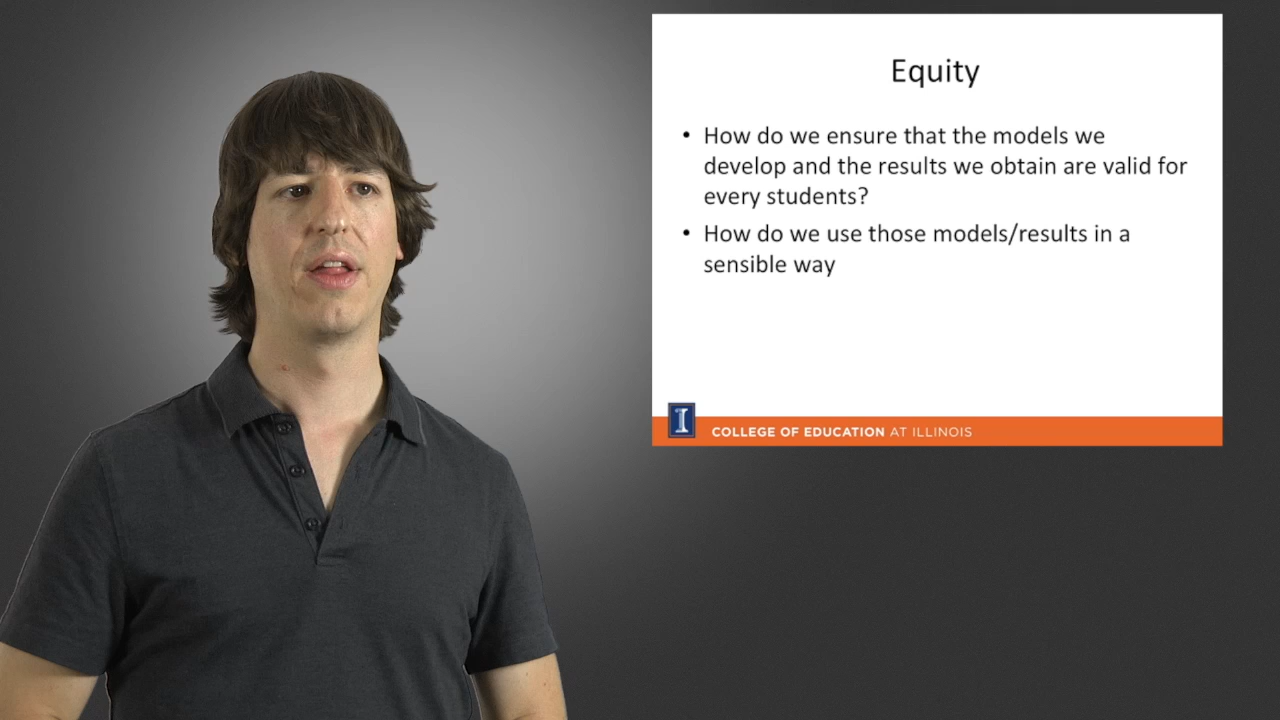 Equity
• How do we ensure that the models we
develop and the results we obtain are valid for
every students?
• How do we use those models/results in a
sensible way
I
COLLEGE OF EDUCATION AT ILLINOIS